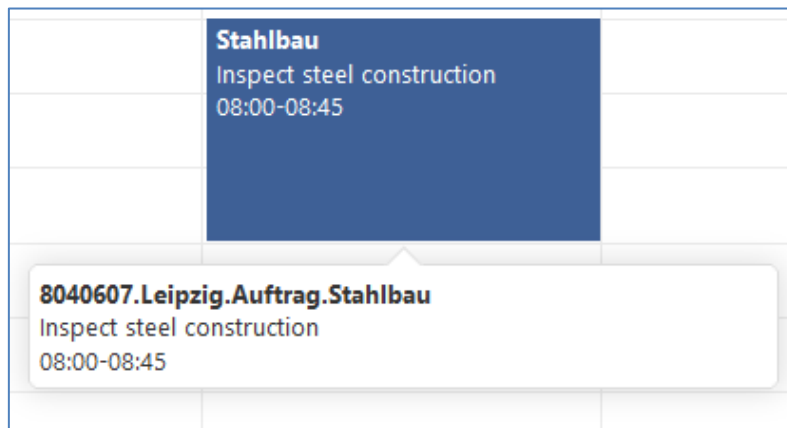 Stahlbau
Inspect steel construction
08:00-08:45
8040607.Leipzig.Auftrag.Stahlbau
Inspect steel construction
08:00-08:45